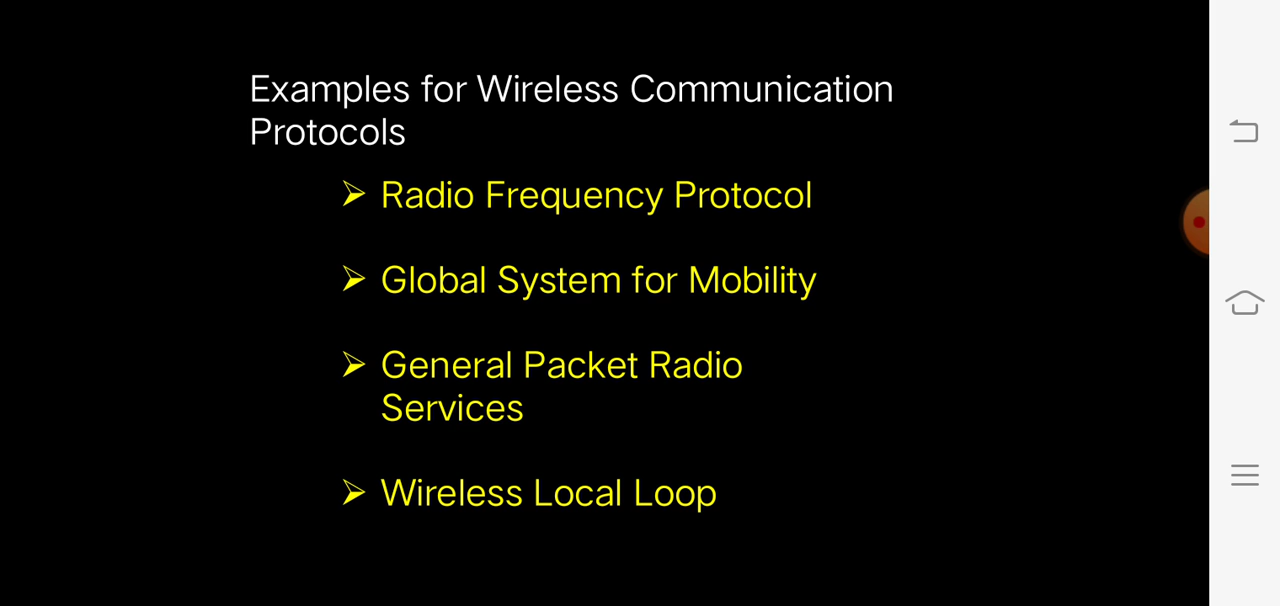 Examples for Wireless Communication
Protocols
➢ Radio Frequency Protocol
➢ Global System for Mobility
➢ General Packet Radio
Services
➢ Wireless Local Loop